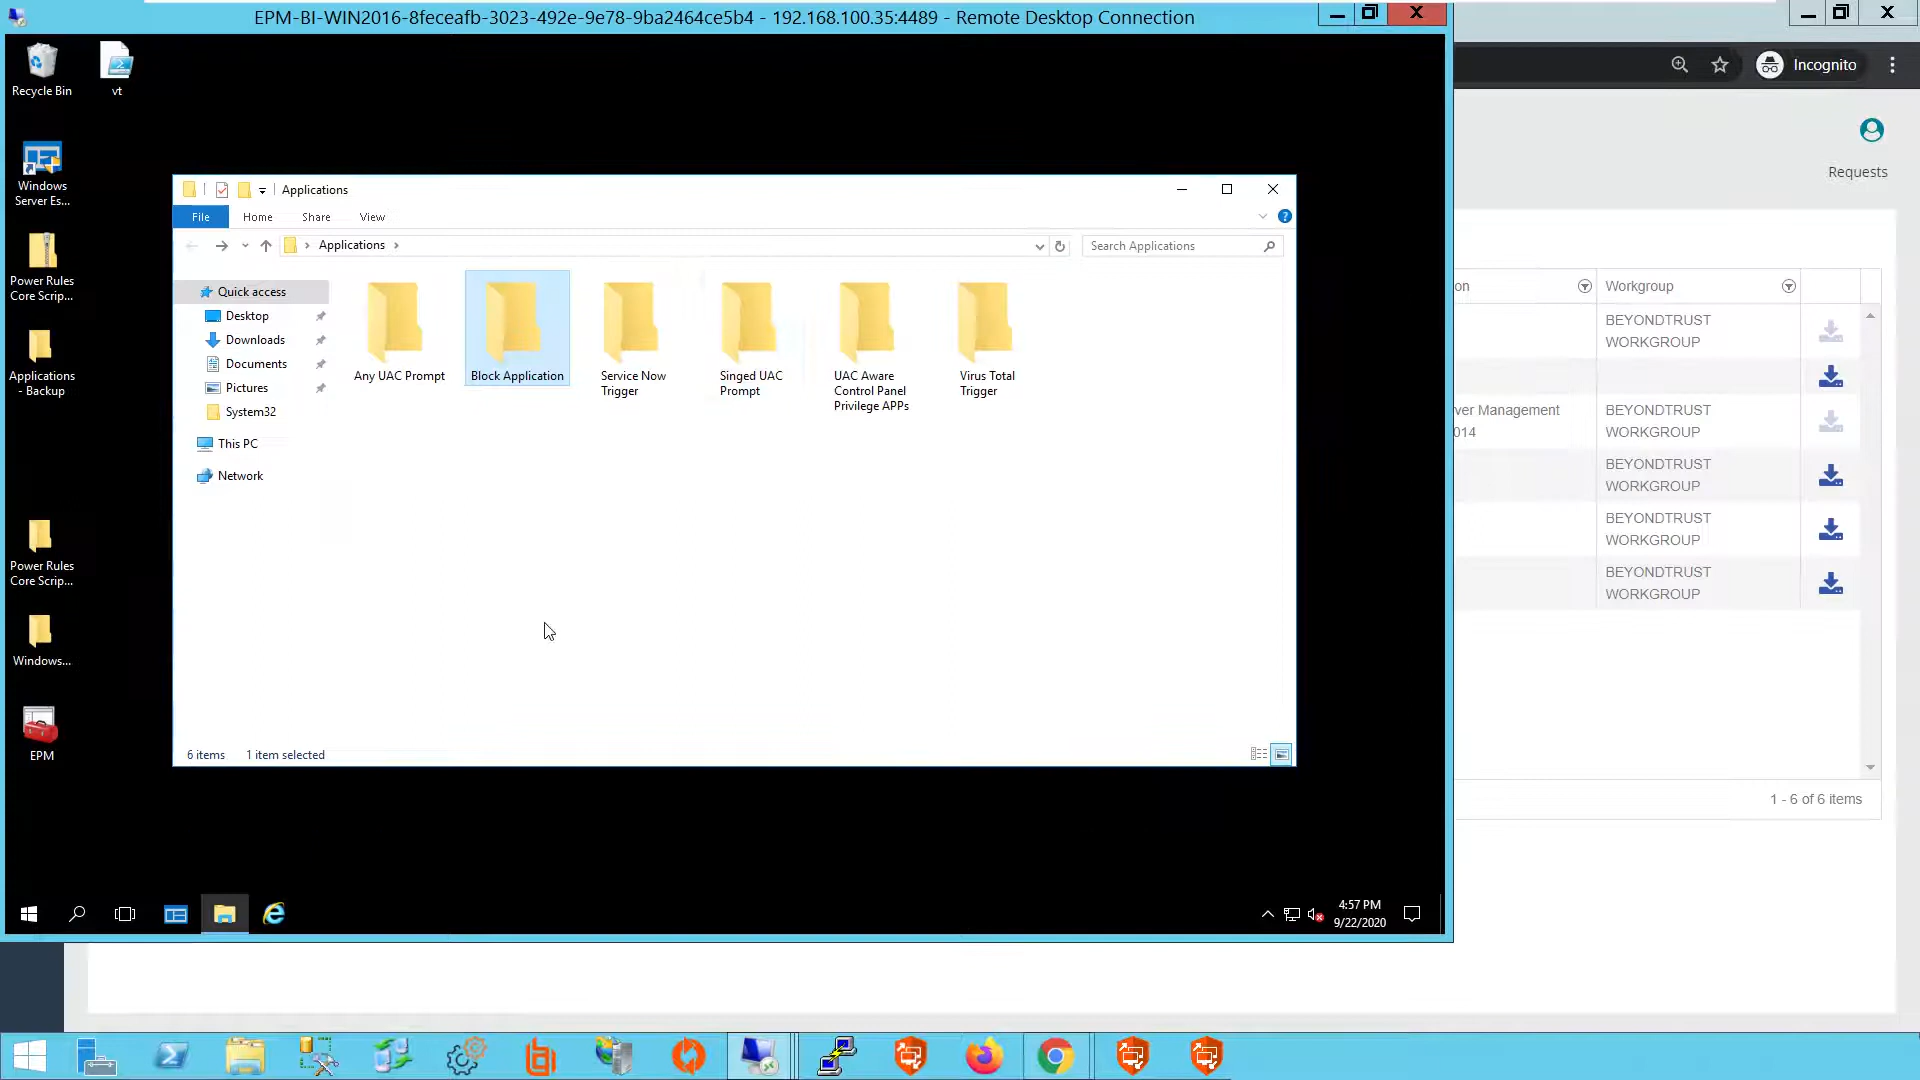 EPM-BI-WIN2016-8feceafb-3023-492e-9e78-9ba2464ce5b4 - 192.168.100.35:4489 - Remote Desktop Connection
Incognito
Recycle Bin
vt
Windows
Server Es...
Power Rules
Core Scrip...
Applications
- Backup
Power Rules
Core Scrip...
Windows...
EPM
Applications
File
Home
Share
View
Applications
Search Applications
Quick access
Desktop
Downloads
Documents
Pictures
System32
This PC
Network
Any UAC Prompt
Block Application
Service Now
Trigger
Singed UAC
Prompt
UAC Aware
Control Panel
Privilege APPs
Virus Total
Trigger
6 items
1 item selected
4:57 PM
9/22/2020
Requests
on
Workgroup
BEYONDTRUST
WORKGROUP
ver Management
014
BEYONDTRUST
WORKGROUP
BEYONDTRUST
WORKGROUP
BEYONDTRUST
WORKGROUP
BEYONDTRUST
WORKGROUP
1 - 6 of 6 items